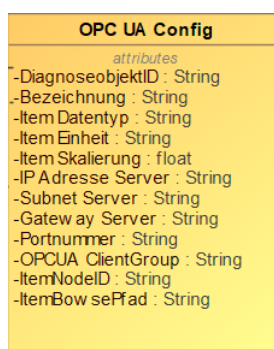 OPC UA Config
attributes
-DiagnoseobjektID : String
-Bezeichnung : String
-Item Datentyp : String
-Item Einheit : String
-Item Skalierung : float
-IP Adresse Server : String
-Subnet Server : String
-Gateway Server : String
-Portnummer : String
-OPCUA ClientGroup : String
-ItemNodeID : String
-ItemBowsePfad : String